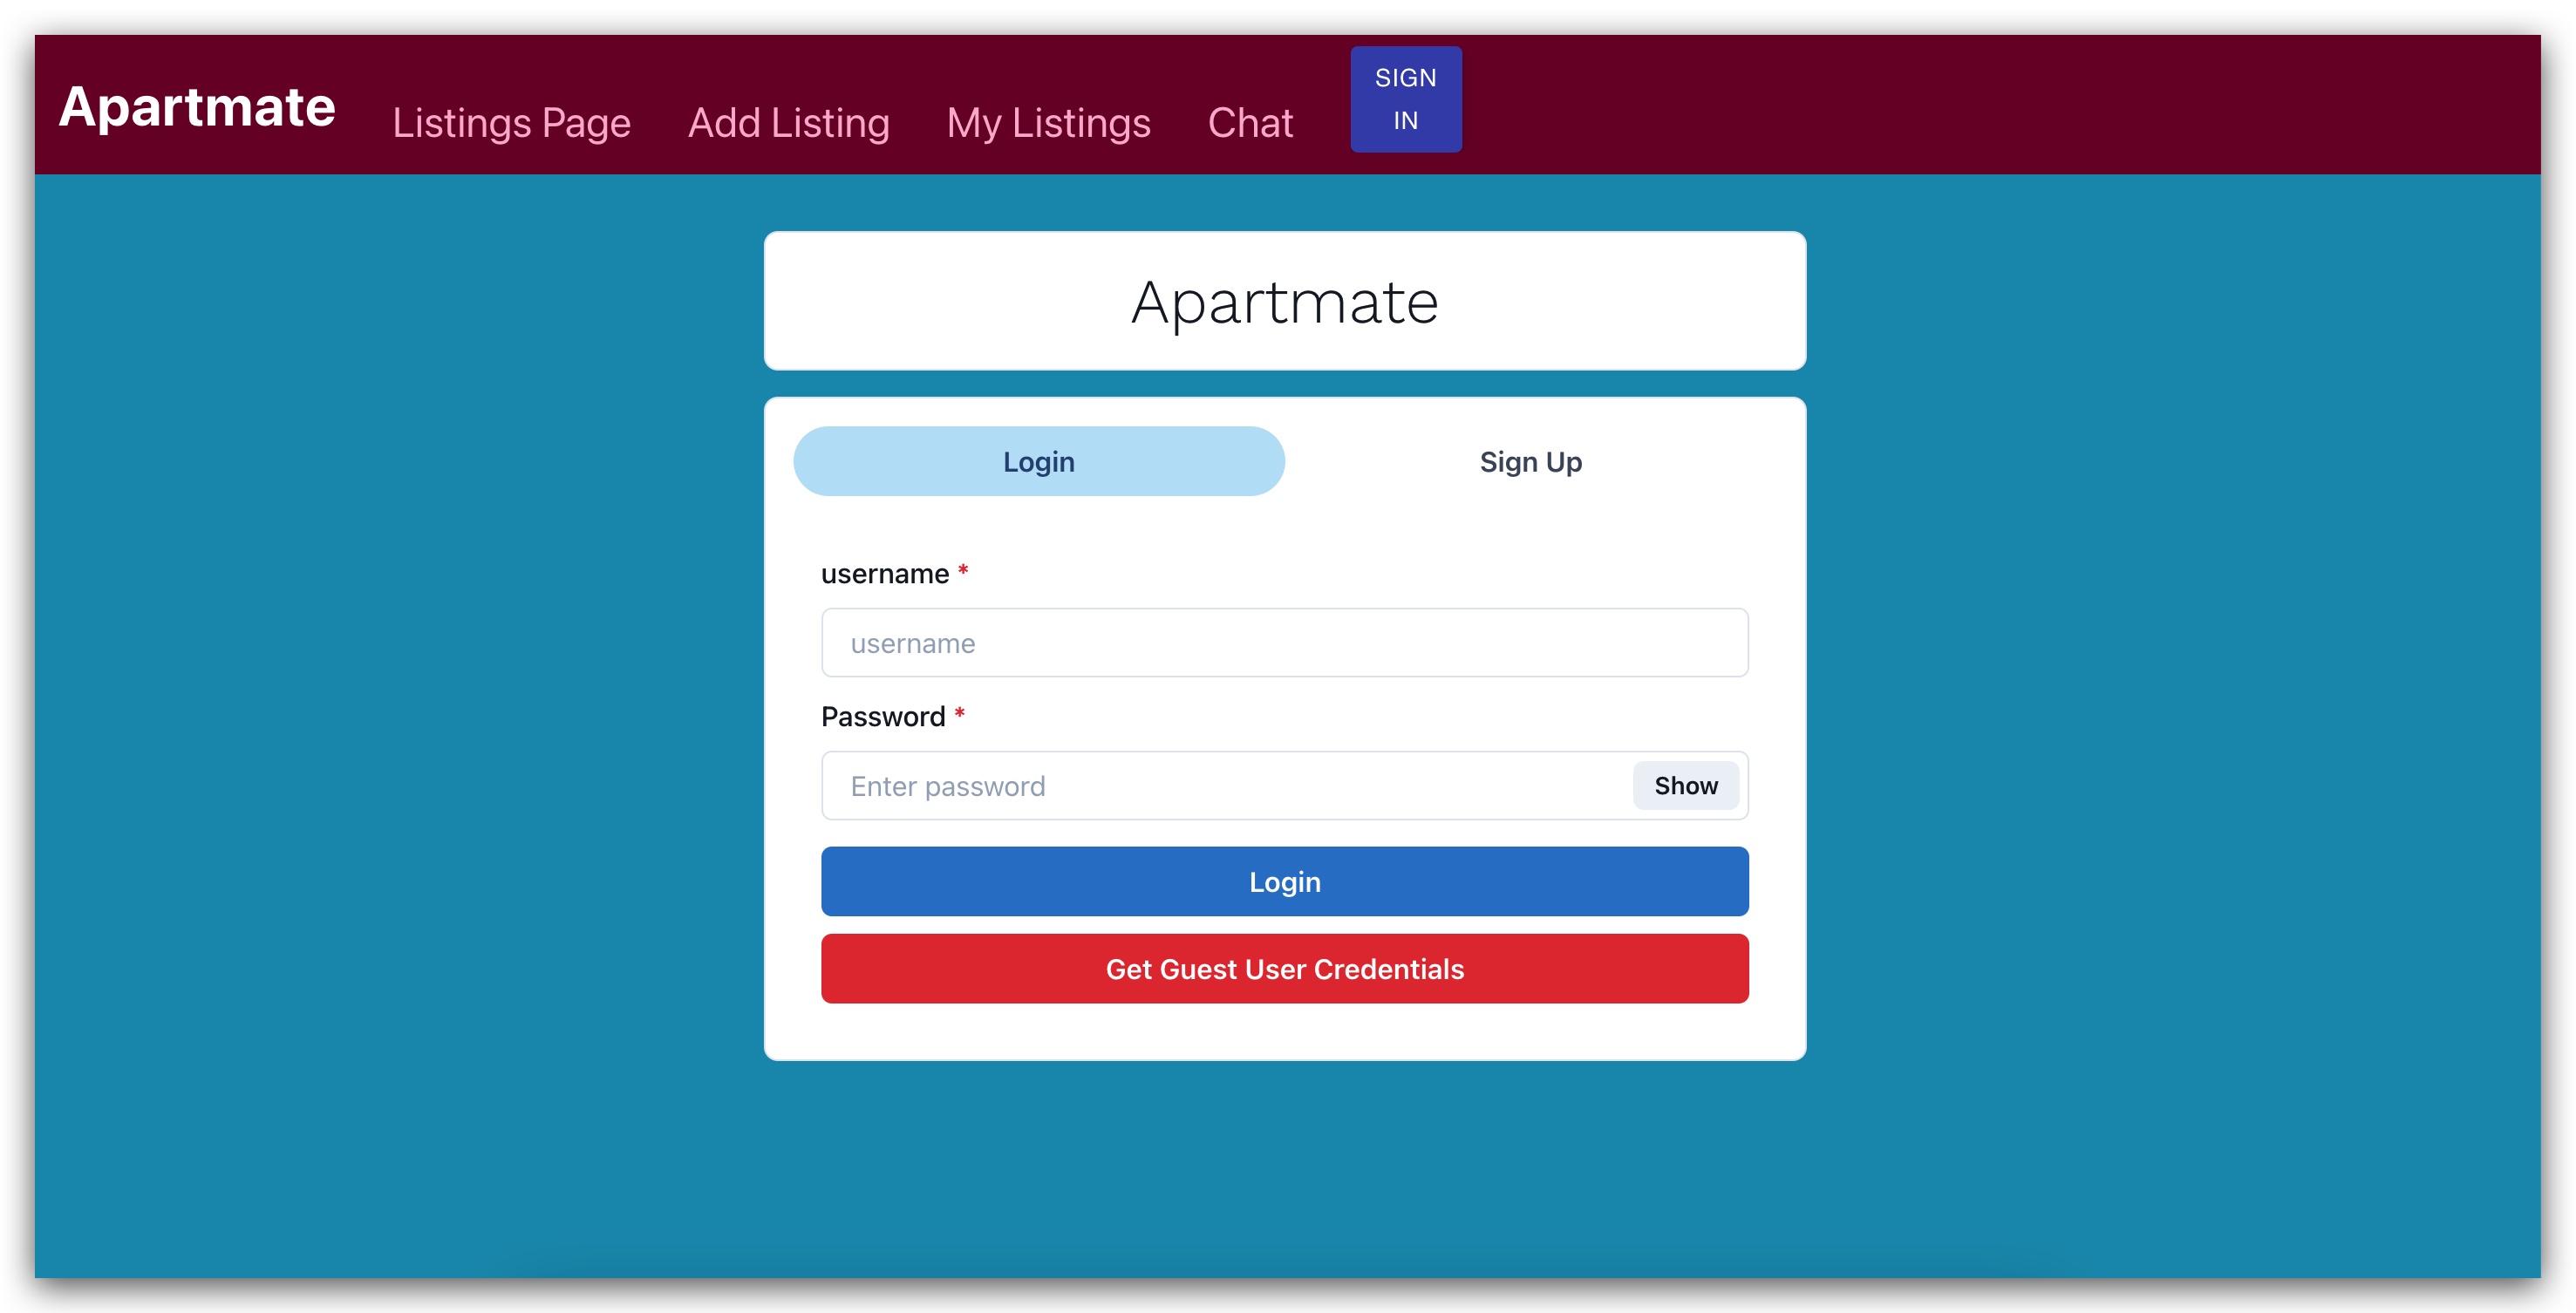 Apartmate
Listings Page
Add Listing
My Listings
Chat
SIGN
IN
Apartmate
Login
Sign Up
username *
username
Password *
Enter password
Show
Login
Get Guest User Credentials